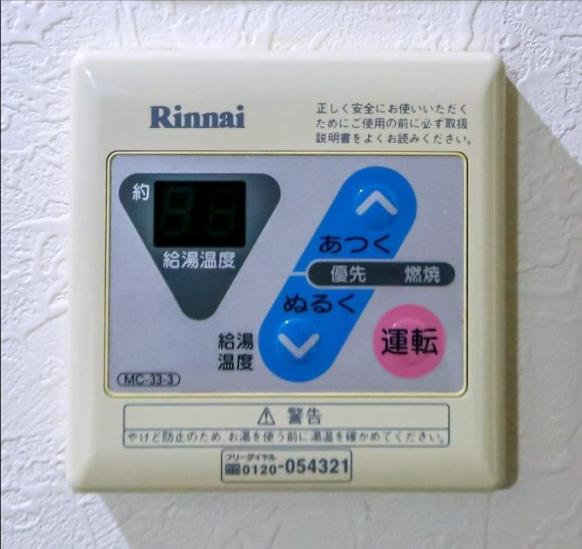 Rinnai
正しく安全にお使いいただく
ためにご使用の前に必ず取扱
説明書をよくお読みください。
約
給湯温度
あつく
優先 燃焼
ぬるく
給湯
温度
運転
MC-33-3
⚠ 警告
やけど防止のため、お湯を使う前に湯温を確かめてください。
フリーダイヤル
0120-054321